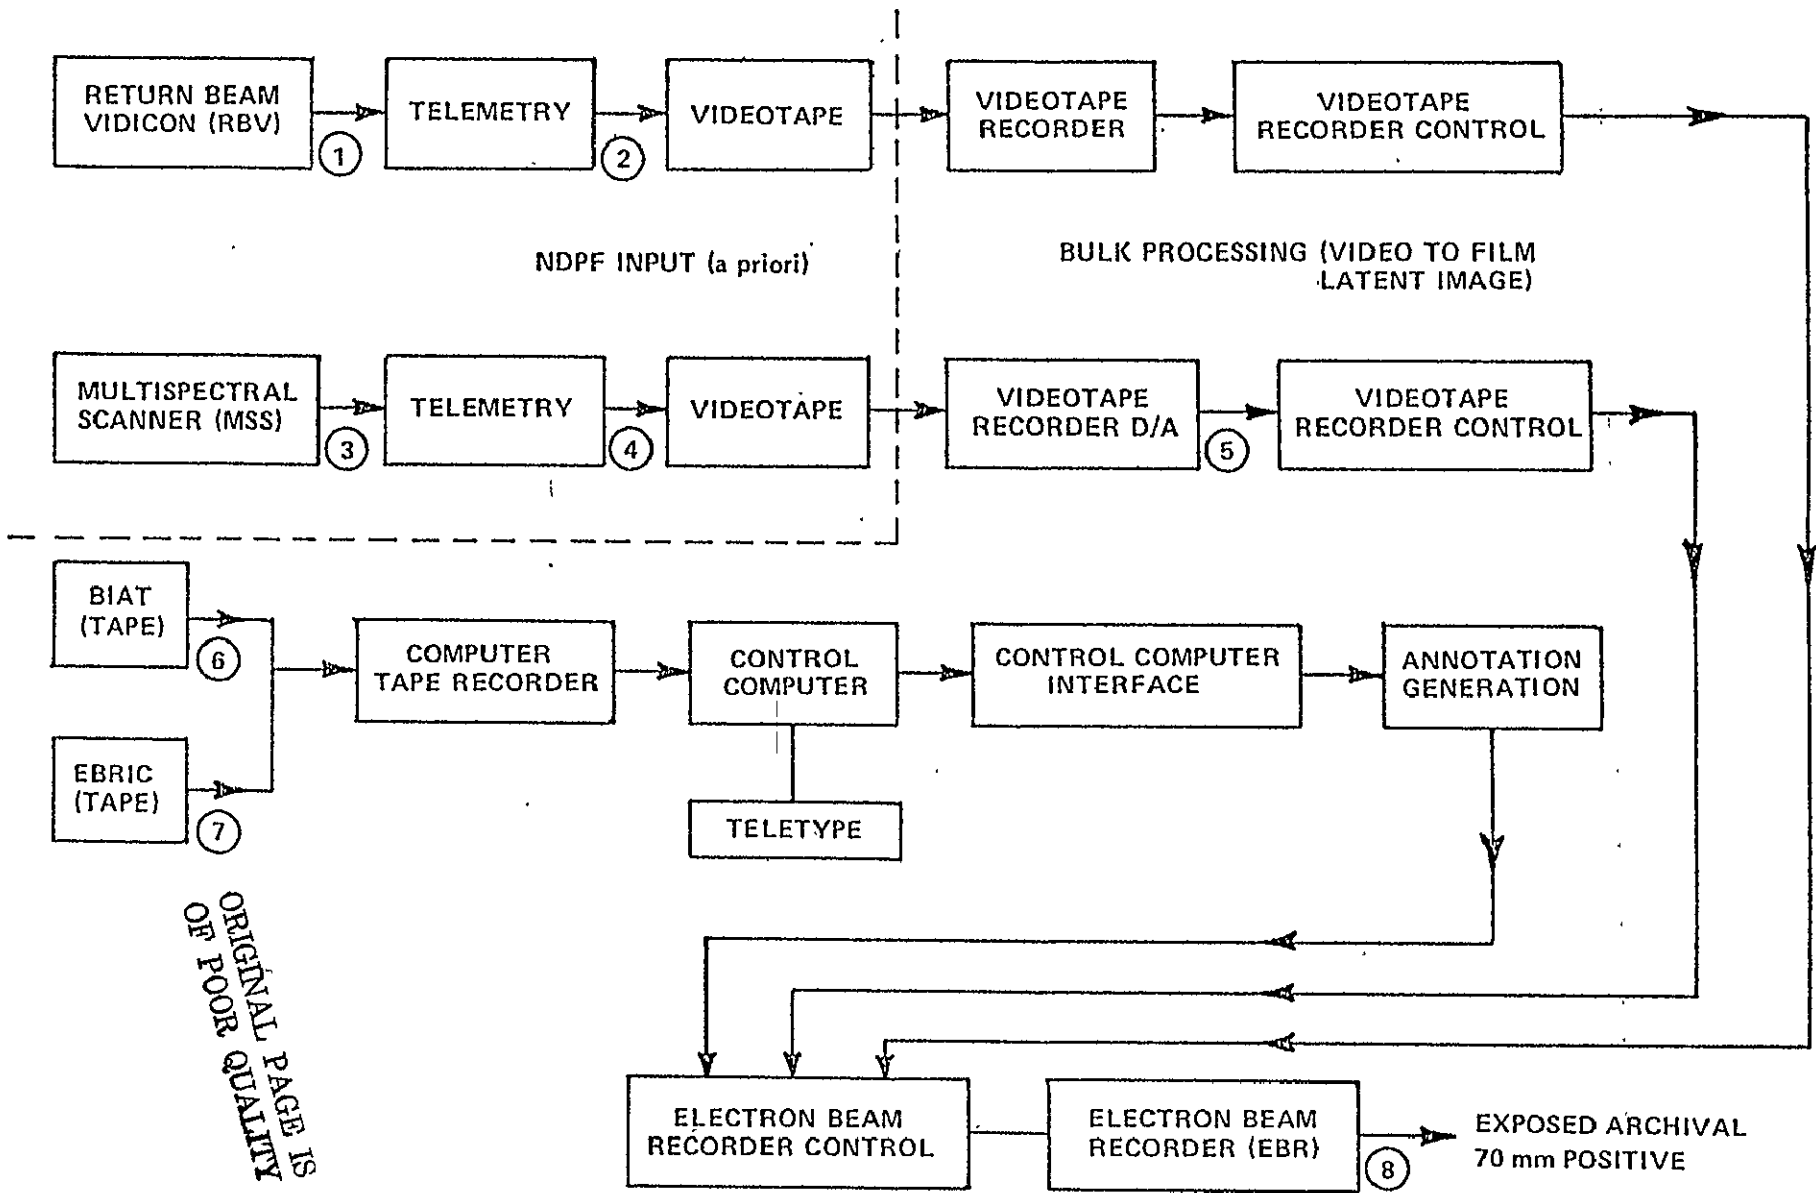 RETURN BEAM
VIDICON (RBV)
1
TELEMETRY
2
VIDEOTAPE
VIDEOTAPE
RECORDER
VIDEOTAPE
RECORDER CONTROL
NDPF INPUT (a priori)
BULK PROCESSING (VIDEO TO FILM
LATENT IMAGE)
MULTISPECTRAL
SCANNER (MSS)
3
TELEMETRY
4
VIDEOTAPE
VIDEOTAPE
RECORDER D/A
5
VIDEOTAPE
RECORDER CONTROL
BIAT
(TAPE)
6
COMPUTER
TAPE RECORDER
CONTROL
COMPUTER
CONTROL COMPUTER
INTERFACE
ANNOTATION
GENERATION
EBRIC
(TAPE)
7
TELETYPE
ORIGINAL PAGE IS
OF POOR QUALITY
ELECTRON BEAM
RECORDER CONTROL
ELECTRON BEAM
RECORDER (EBR)
8
EXPOSED ARCHIVAL
70 mm POSITIVE